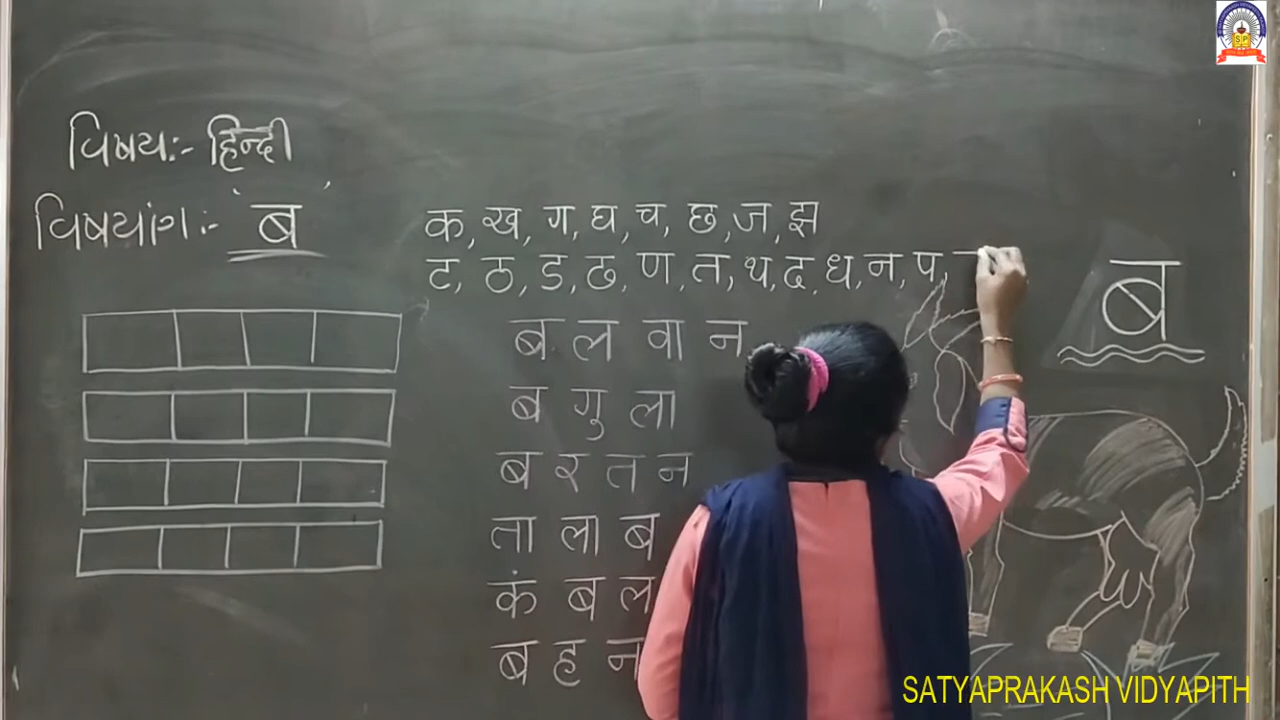 विषय:- हिन्दी
विषयांग:- ब
क, ख, ग, घ, च, छ, ज, झ
ट, ठ, ड, ढ, ण, त, थ, द, ध, न, प,
ब ल वा न
ब गु ला
ब र त न
ता ला ब
कं ब ल
ब ह न
ब
SATYAPRAKASH VIDYAPITH